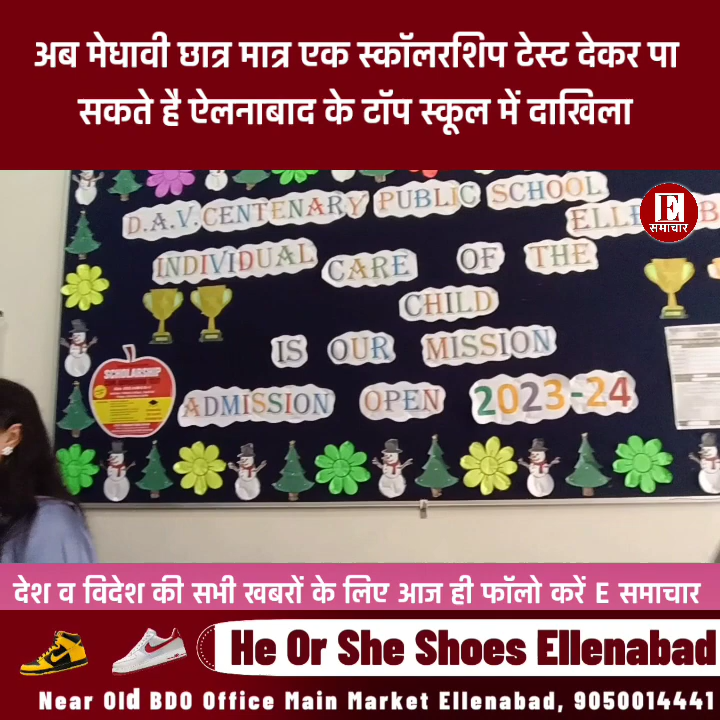 अब मेधावी छात्र मात्र एक स्कॉलरशिप टेस्ट देकर पा
सकते है ऐलनाबाद के टॉप स्कूल में दाखिला
D.A.V. CENTENARY PUBLIC SCHOOL
E
समाचार
INDIVIDUAL CARE OF THE
CHILD
IS OUR MISSION
SCHOLARSHIP
ADMISSION OPEN 2023-24
देश व विदेश की सभी खबरों के लिए आज ही फॉलो करें E समाचार
He Or She Shoes Ellenabad
Near Old BDO Office Main Market Ellenabad, 9050014441